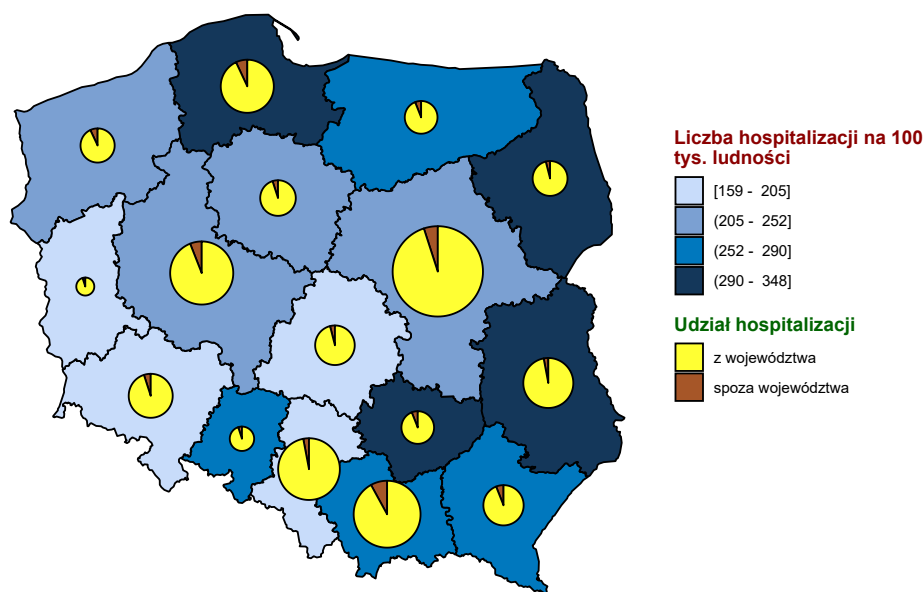 Liczba hospitalizacji na 100
tys. ludności
[159 - 205]
(205 - 252]
(252 - 290]
(290 - 348]
Udział hospitalizacji
z województwa
spoza województwa